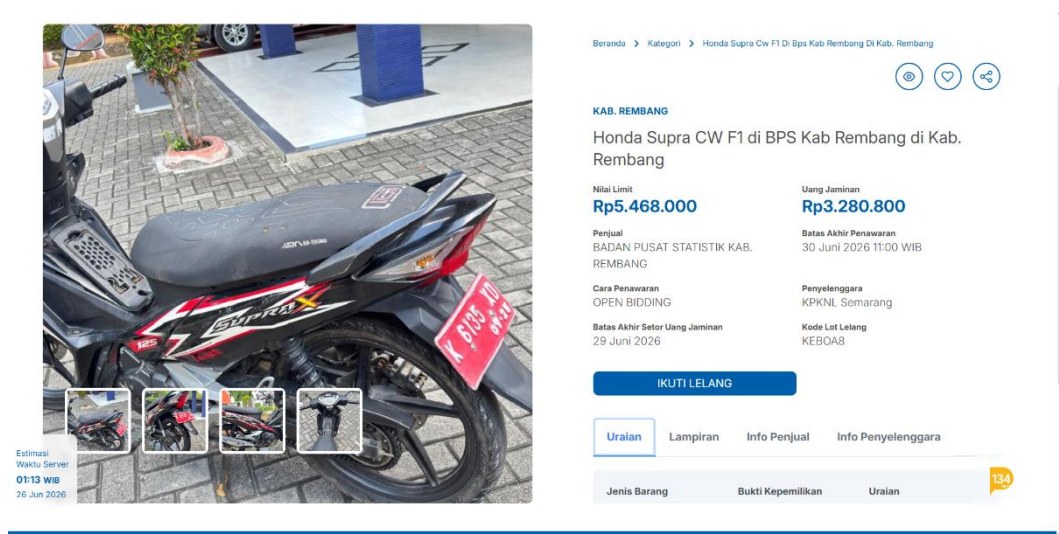 Beranda > Kategori > Honda Supra Cw F1 Di Bps Kab Rembang Di Kab. Rembang
KAB. REMBANG
Honda Supra CW F1 di BPS Kab Rembang di Kab.
Rembang
Nilai Limit
Rp5.468.000
Uang Jaminan
Rp3.280.800
Penjual
BADAN PUSAT STATISTIK KAB.
REMBANG
Batas Akhir Penawaran
30 Juni 2026 11:00 WIB
Cara Penawaran
OPEN BIDDING
Penyelenggara
KPKNL Semarang
Batas Akhir Setor Uang Jaminan
29 Juni 2026
Kode Lot Lelang
KEBOA8
IKUTI LELANG
Uraian Lampiran Info Penjual Info Penyelenggara
Jenis Barang Bukti Kepemilikan Uraian
134
SUPRA X
125
K 6135 XD
Estimasi
Waktu Server
01:13 WIB
26 Jun 2026